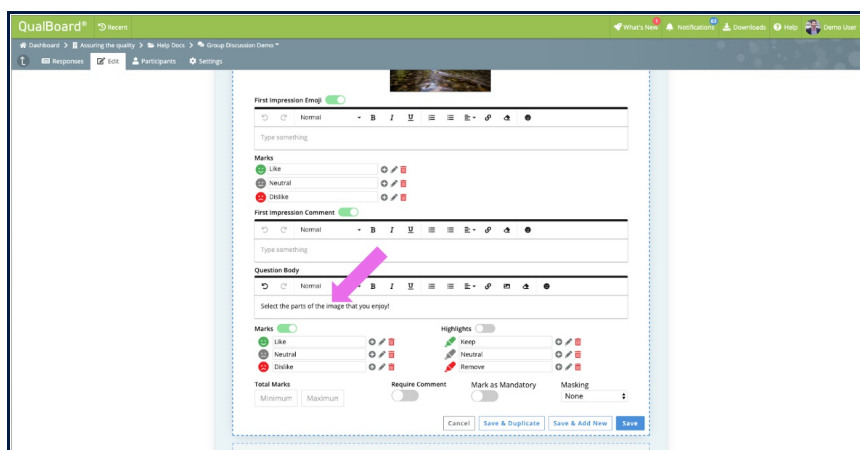 QualBoard® Recent What's New Notifications Downloads Help Demo User
Dashboard > Assuring the quality > Help Docs > Group Discussion Demo
Responses Edit Participants Settings
First Impression Emoji
Normal B I U
Type something
Marks
Like
Neutral
Dislike
First Impression Comment
Normal B I U
Type something
Question Body
Normal B I U
Select the parts of the image that you enjoy!
Marks Highlights
Like Keep
Neutral Neutral
Dislike Remove
Total Marks Require Comment Mark as Mandatory Masking
Minimum Maximum None
Cancel Save & Duplicate Save & Add New Save